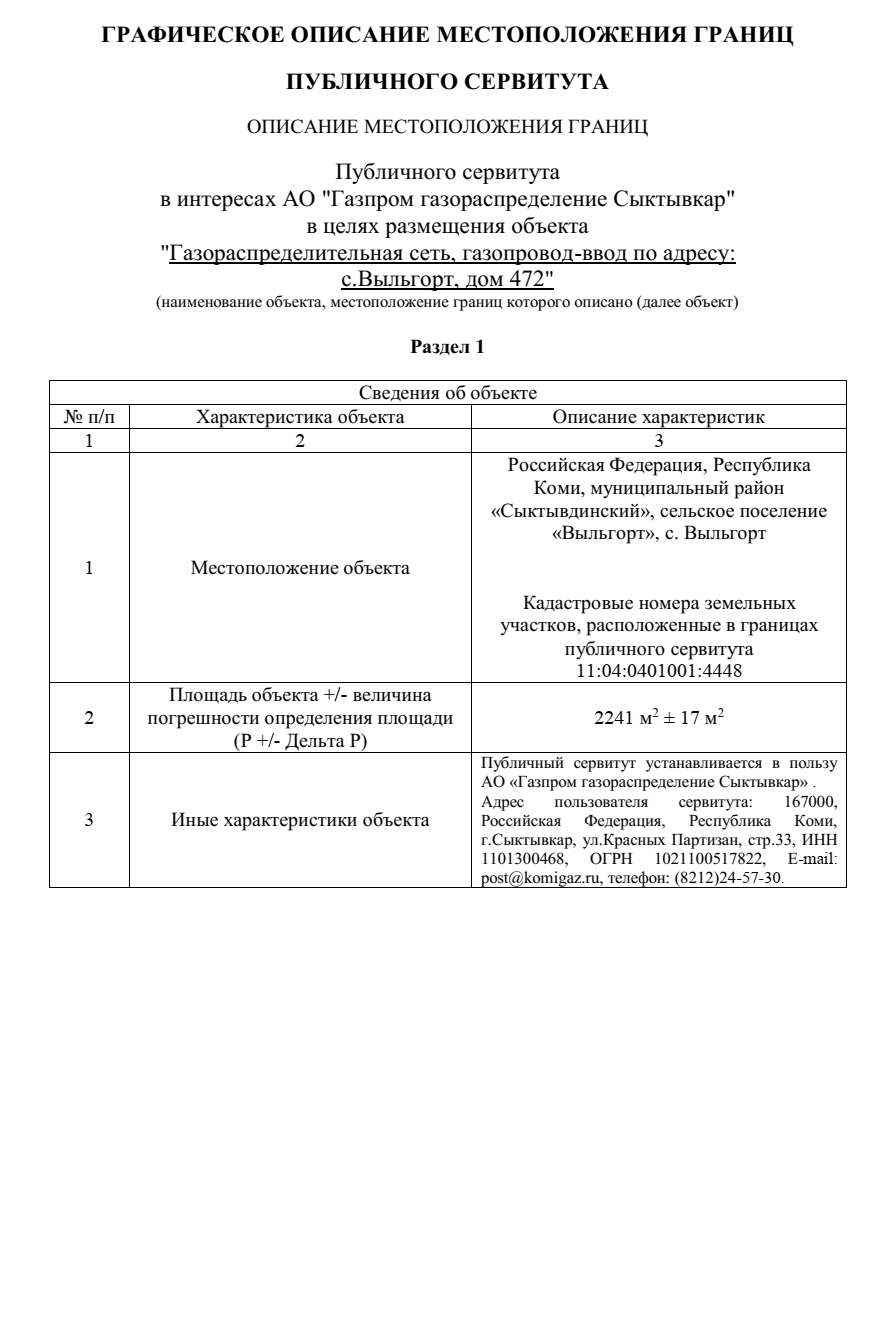 ГРАФИЧЕСКОЕ ОПИСАНИЕ МЕСТОПОЛОЖЕНИЯ ГРАНИЦ
ПУБЛИЧНОГО СЕРВИТУТА
ОПИСАНИЕ МЕСТОПОЛОЖЕНИЯ ГРАНИЦ
Публичного сервитута
в интересах АО "Газпром газораспределение Сыктывкар"
в целях размещения объекта
"Газораспределительная сеть, газопровод-ввод по адресу:
с.Выльгорт, дом 472"
(наименование объекта, местоположение границ которого описано (далее объект)
Раздел 1
Сведения об объекте
№ п/п Характеристика объекта Описание характеристик
1 2 3
1 Местоположение объекта
Российская Федерация, Республика
Коми, муниципальный район
«Сыктывдинский», сельское поселение
«Выльгорт», с. Выльгорт
Кадастровые номера земельных
участков, расположенные в границах
публичного сервитута
11:04:0401001:4448
2
Площадь объекта +/- величина
погрешности определения площади
(P +/- Дельта P)
2241 м² ± 17 м²
3 Иные характеристики объекта
Публичный сервитут устанавливается в пользу
АО «Газпром газораспределение Сыктывкар» .
Адрес пользователя сервитута: 167000,
Российская Федерация, Республика Коми,
г.Сыктывкар, ул.Красных Партизан, стр.33, ИНН
1101300468, ОГРН 1021100517822, E-mail:
post@komigaz.ru, телефон: (8212)24-57-30.